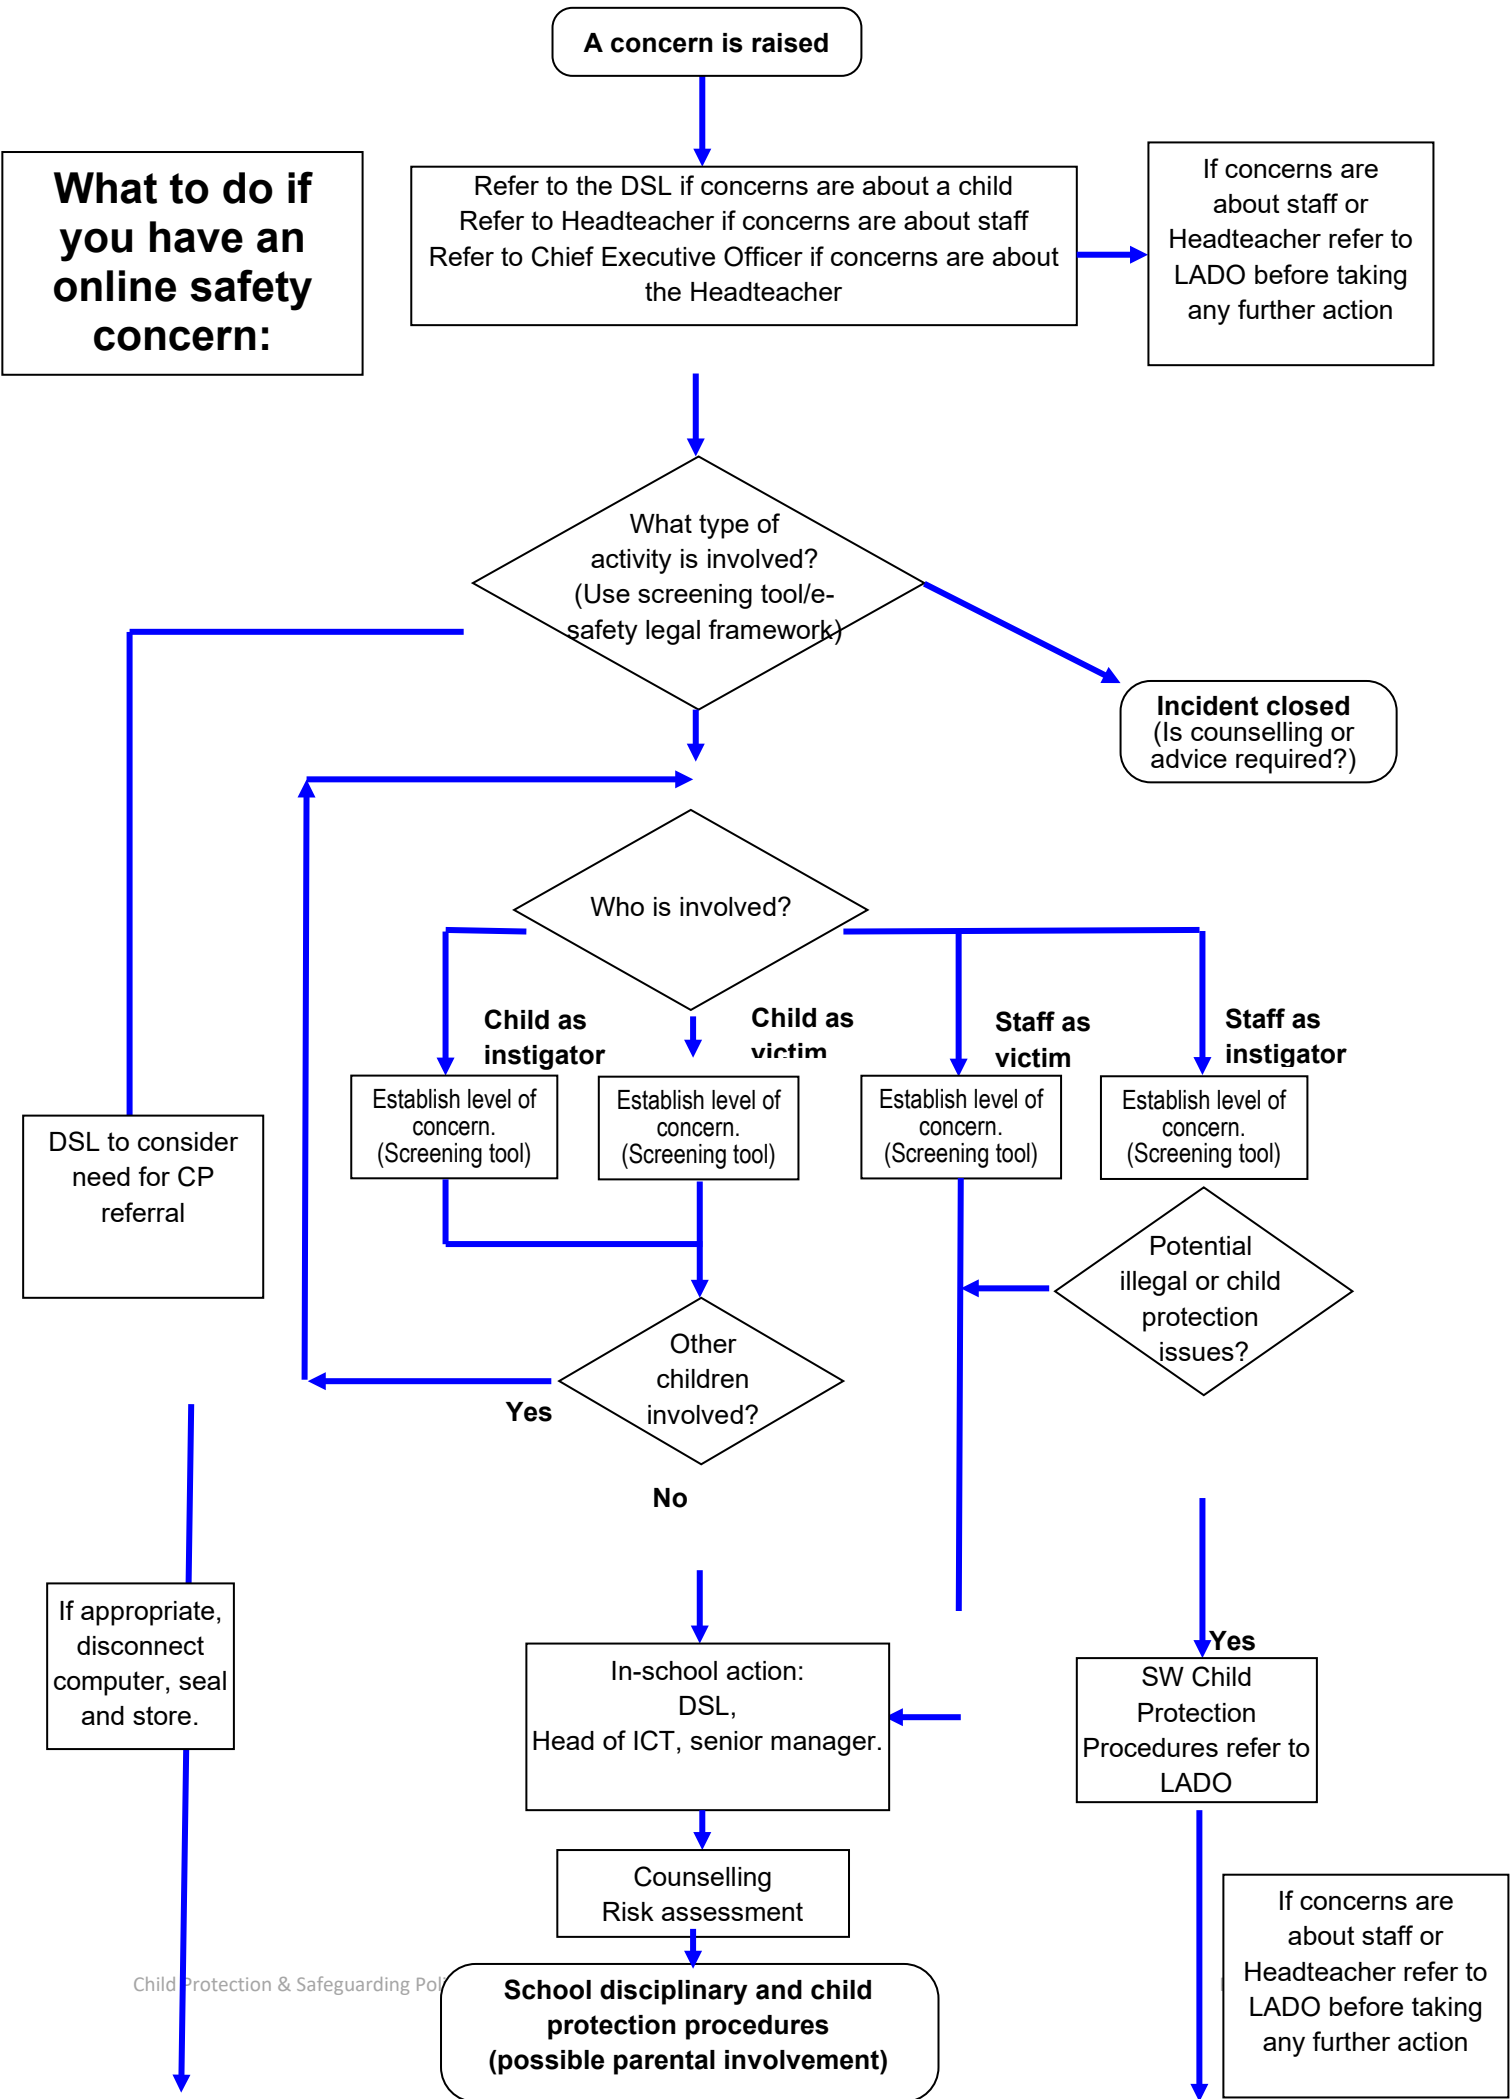 A concern is raised
What to do if
you have an
online safety
concern:
Refer to the DSL if concerns are about a child
Refer to Headteacher if concerns are about staff
Refer to Chief Executive Officer if concerns are about
the Headteacher
If concerns are
about staff or
Headteacher refer to
LADO before taking
any further action
What type of
activity is involved?
(Use screening tool/e-
safety legal framework)
Incident closed
(Is counselling or
advice required?)
Who is involved?
Child as
instigator
Child as
victim
Staff as
victim
Staff as
instigator
Establish level of
concern.
(Screening tool)
Establish level of
concern.
(Screening tool)
Establish level of
concern.
(Screening tool)
Establish level of
concern.
(Screening tool)
DSL to consider
need for CP
referral
Potential
illegal or child
protection
issues?
Other
children
involved?
Yes
No
If appropriate,
disconnect
computer, seal
and store.
In-school action:
DSL,
Head of ICT, senior manager.
Yes
SW Child
Protection
Procedures refer to
LADO
Counselling
Risk assessment
If concerns are
about staff or
Headteacher refer to
LADO before taking
any further action
Child Protection & Safeguarding
School disciplinary and child
protection procedures
(possible parental involvement)